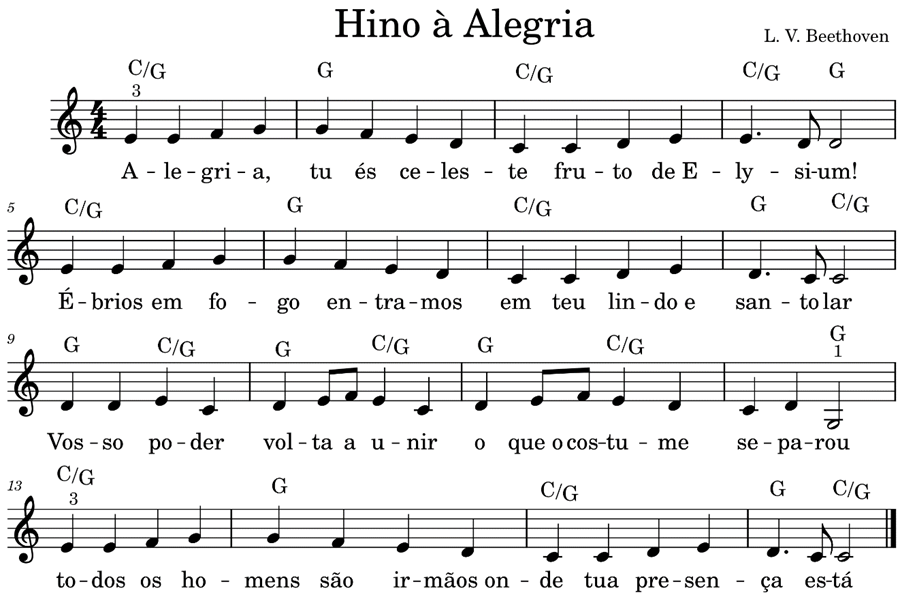 Hino à Alegria
L. V. Beethoven
C/G G C/G C/G G
3
A - le - gri - a, tu és ce - les - te fru - to de E - ly - si - um!
5
C/G G C/G G C/G
É - brios em fo - go en - tra - mos em teu lin - do e san - to lar
9
G C/G G C/G G C/G G
1
Vos - so po - der vol - ta a u - nir o que o cos - tu - me se - pa - rou
13
C/G G C/G G C/G
3
to - dos os ho - mens são ir - mãos on - de tua pre - sen - ça es - tá